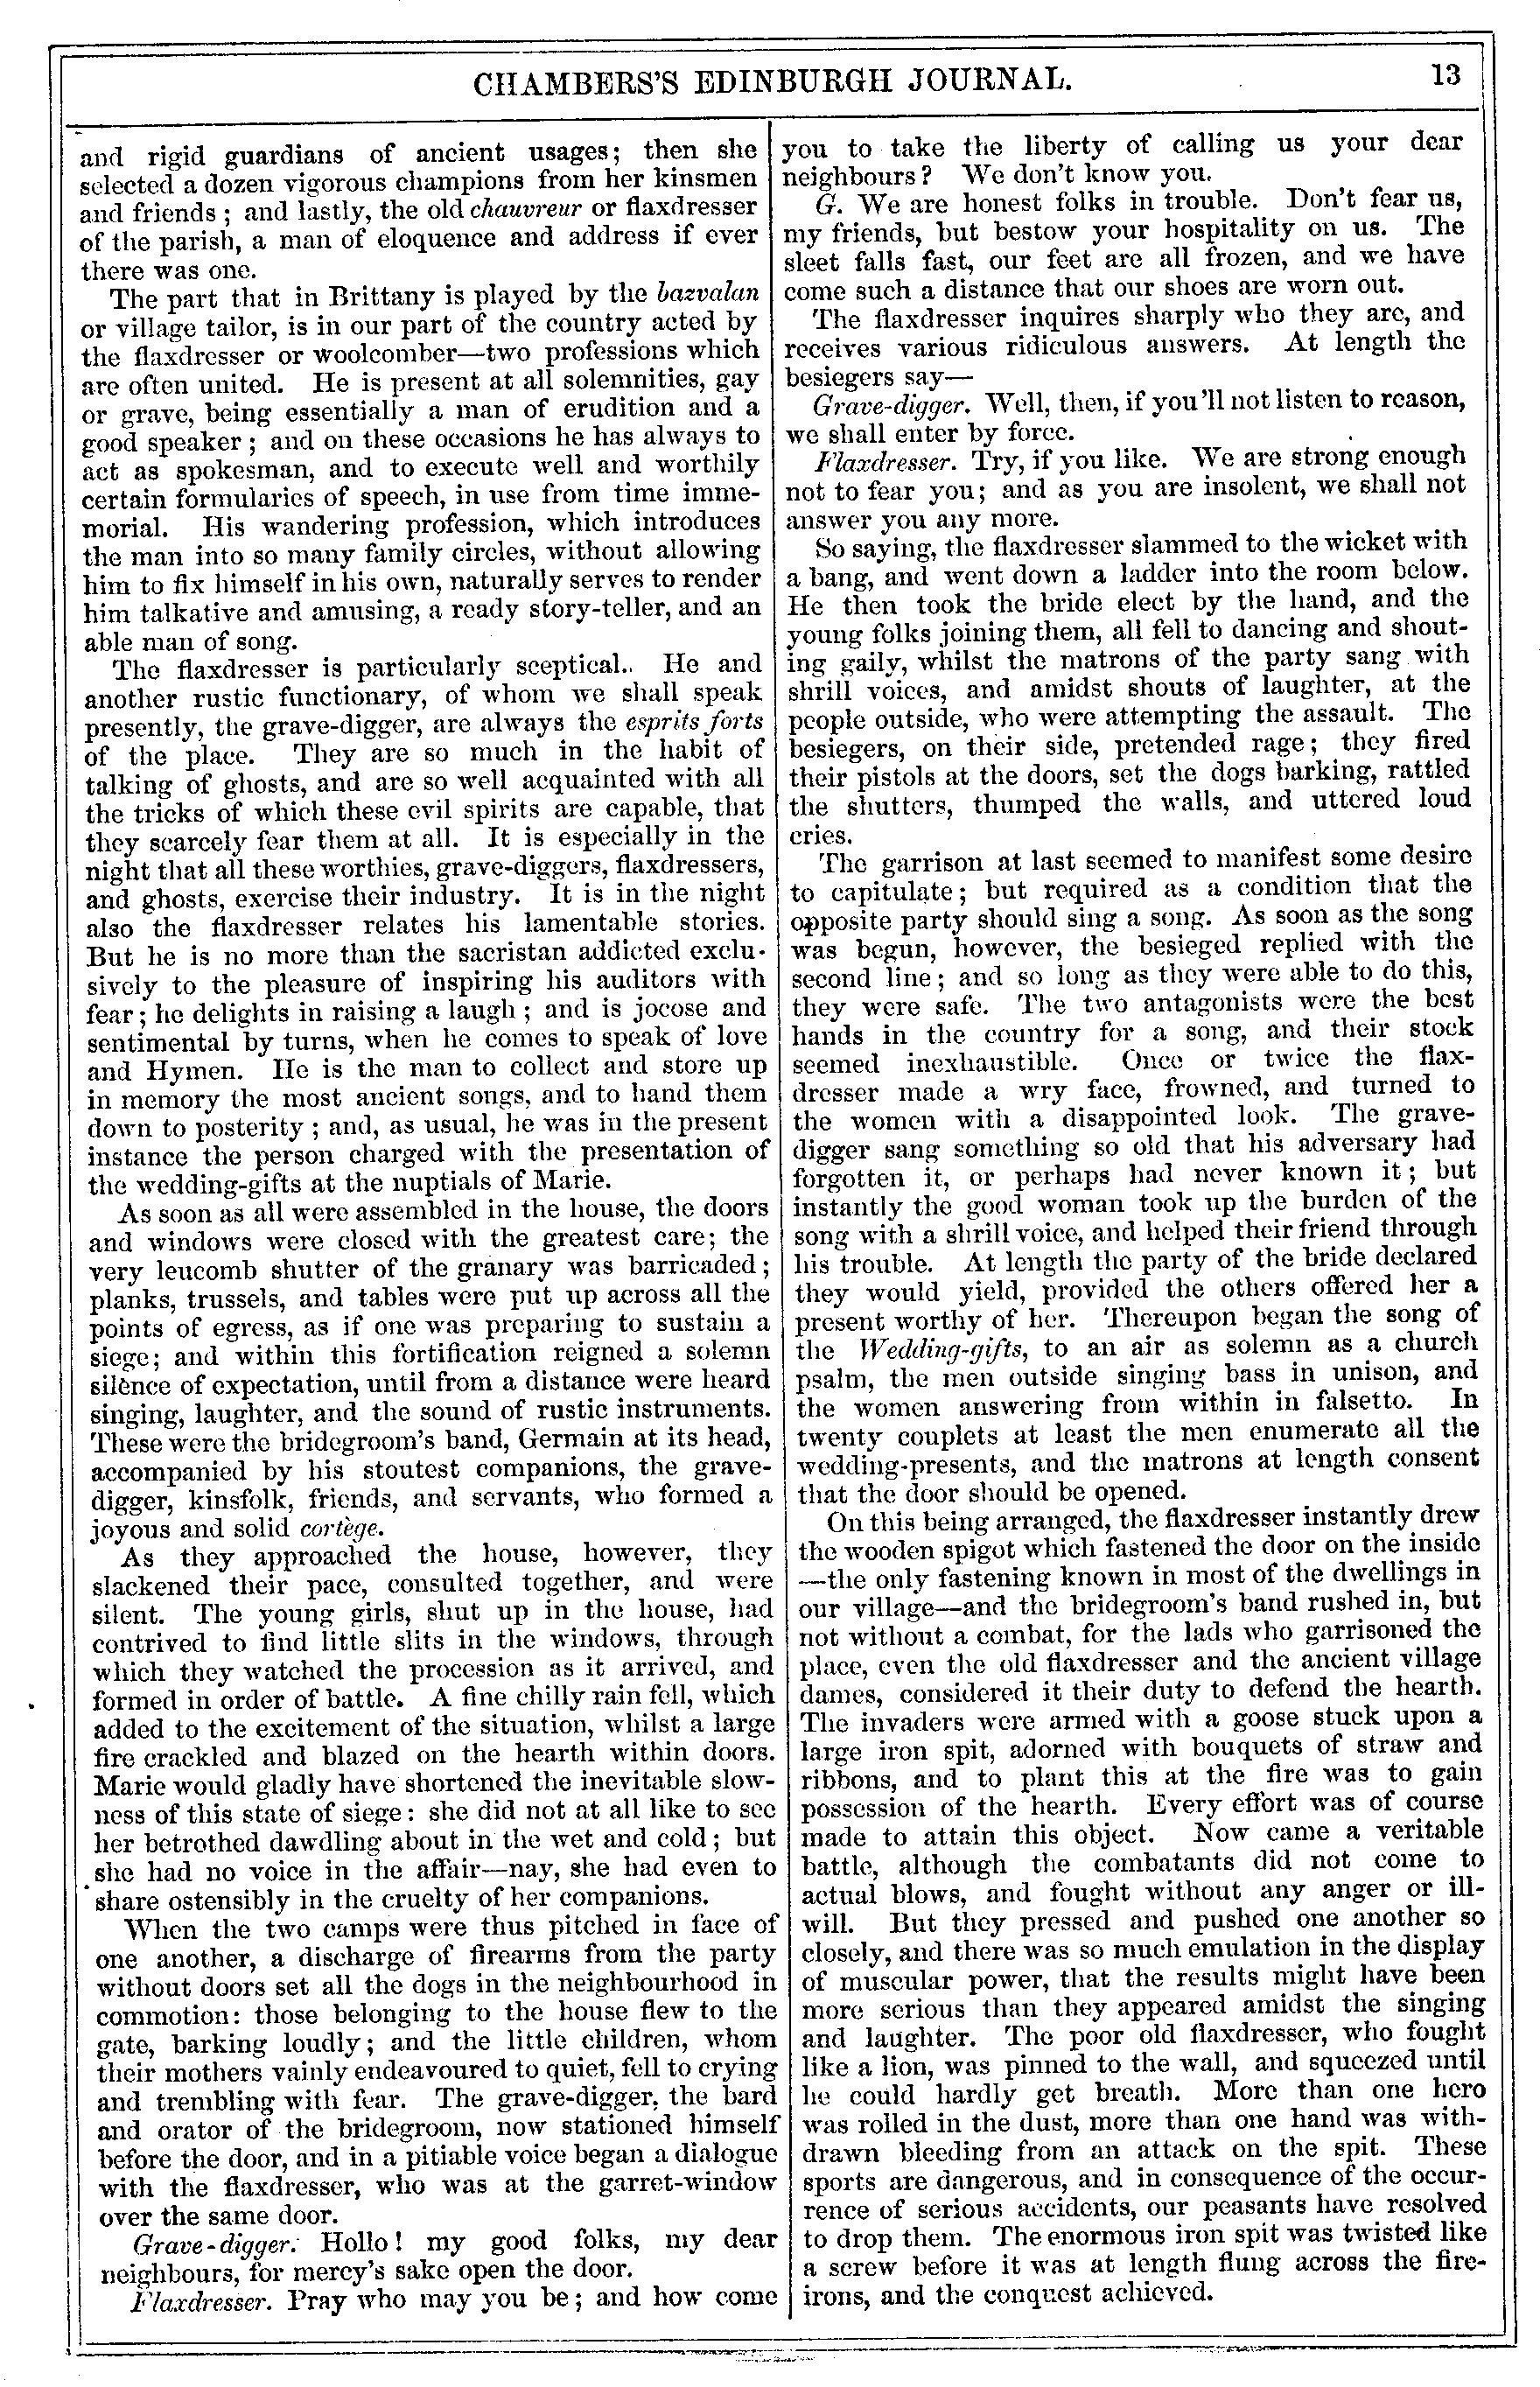 CHAMBERS'S EDINBURGH JOURNAL.
13
and rigid guardians of ancient usages; then she
selected a dozen vigorous champions from her kinsmen
and friends; and lastly, the old chauvreur or flaxdresser
of the parish, a man of eloquence and address if ever
there was one.
The part that in Brittany is played by the bazvalan
or village tailor, is in our part of the country acted by
the flaxdresser or woolcomber—two professions which
are often united. He is present at all solemnities, gay
or grave, being essentially a man of erudition and a
good speaker; and on these occasions he has always to
act as spokesman, and to execute well and worthily
certain formularies of speech, in use from time imme-
morial. His wandering profession, which introduces
the man into so many family circles, without allowing
him to fix himself in his own, naturally serves to render
him talkative and amusing, a ready story-teller, and an
able man of song.
The flaxdresser is particularly sceptical.. He and
another rustic functionary, of whom we shall speak
presently, the grave-digger, are always the esprits forts
of the place. They are so much in the habit of
talking of ghosts, and are so well acquainted with all
the tricks of which these evil spirits are capable, that
they scarcely fear them at all. It is especially in the
night that all these worthies, grave-diggers, flaxdressers,
and ghosts, exercise their industry. It is in the night
also the flaxdresser relates his lamentable stories.
But he is no more than the sacristan addicted exclu-
sively to the pleasure of inspiring his auditors with
fear; he delights in raising a laugh; and is jocose and
sentimental by turns, when he comes to speak of love
and Hymen. He is the man to collect and store up
in memory the most ancient songs, and to hand them
down to posterity; and, as usual, he was in the present
instance the person charged with the presentation of
the wedding-gifts at the nuptials of Marie.
As soon as all were assembled in the house, the doors
and windows were closed with the greatest care; the
very leucomb shutter of the granary was barricaded;
planks, trussels, and tables were put up across all the
points of egress, as if one was preparing to sustain a
siege; and within this fortification reigned a solemn
silence of expectation, until from a distance were heard
singing, laughter, and the sound of rustic instruments.
These were the bridegroom's band, Germain at its head,
accompanied by his stoutest companions, the grave-
digger, kinsfolk, friends, and servants, who formed a
joyous and solid cortège.
As they approached the house, however, they
slackened their pace, consulted together, and were
silent. The young girls, shut up in the house, had
contrived to find little slits in the windows, through
which they watched the procession as it arrived, and
formed in order of battle. A fine chilly rain fell, which
added to the excitement of the situation, whilst a large
fire crackled and blazed on the hearth within doors.
Marie would gladly have shortened the inevitable slow-
ness of this state of siege: she did not at all like to see
her betrothed dawdling about in the wet and cold; but
she had no voice in the affair—nay, she had even to
share ostensibly in the cruelty of her companions.
When the two camps were thus pitched in face of
one another, a discharge of firearms from the party
without doors set all the dogs in the neighbourhood in
commotion: those belonging to the house flew to the
gate, barking loudly; and the little children, whom
their mothers vainly endeavoured to quiet, fell to crying
and trembling with fear. The grave-digger, the bard
and orator of the bridegroom, now stationed himself
before the door, and in a pitiable voice began a dialogue
with the flaxdresser, who was at the garret-window
over the same door.
Grave-digger. Hollo! my good folks, my dear
neighbours, for mercy's sake open the door.
Flaxdresser. Pray who may you be; and how come
you to take the liberty of calling us your dear
neighbours? We don't know you.
G. We are honest folks in trouble. Don't fear us,
my friends, but bestow your hospitality on us. The
sleet falls fast, our feet are all frozen, and we have
come such a distance that our shoes are worn out.
The flaxdresser inquires sharply who they are, and
receives various ridiculous answers. At length the
besiegers say—
Grave-digger. Well, then, if you'll not listen to reason,
we shall enter by force.
Flaxdresser. Try, if you like. We are strong enough
not to fear you; and as you are insolent, we shall not
answer you any more.
So saying, the flaxdresser slammed to the wicket with
a bang, and went down a ladder into the room below.
He then took the bride elect by the hand, and the
young folks joining them, all fell to dancing and shout-
ing gaily, whilst the matrons of the party sang with
shrill voices, and amidst shouts of laughter, at the
people outside, who were attempting the assault. The
besiegers, on their side, pretended rage; they fired
their pistols at the doors, set the dogs barking, rattled
the shutters, thumped the walls, and uttered loud
cries.
The garrison at last seemed to manifest some desire
to capitulate; but required as a condition that the
opposite party should sing a song. As soon as the song
was begun, however, the besieged replied with the
second line; and so long as they were able to do this,
they were safe. The two antagonists were the best
hands in the country for a song, and their stock
seemed inexhaustible. Once or twice the flax-
dresser made a wry face, frowned, and turned to
the women with a disappointed look. The grave-
digger sang something so old that his adversary had
forgotten it, or perhaps had never known it; but
instantly the good woman took up the burden of the
song with a shrill voice, and helped their friend through
his trouble. At length the party of the bride declared
they would yield, provided the others offered her a
present worthy of her. Thereupon began the song of
the Wedding-gifts, to an air as solemn as a church
psalm, the men outside singing bass in unison, and
the women answering from within in falsetto. In
twenty couplets at least the men enumerate all the
wedding-presents, and the matrons at length consent
that the door should be opened.
On this being arranged, the flaxdresser instantly drew
the wooden spigot which fastened the door on the inside
—the only fastening known in most of the dwellings in
our village—and the bridegroom's band rushed in, but
not without a combat, for the lads who garrisoned the
place, even the old flaxdresser and the ancient village
dames, considered it their duty to defend the hearth.
The invaders were armed with a goose stuck upon a
large iron spit, adorned with bouquets of straw and
ribbons, and to plant this at the fire was to gain
possession of the hearth. Every effort was of course
made to attain this object. Now came a veritable
battle, although the combatants did not come to
actual blows, and fought without any anger or ill-
will. But they pressed and pushed one another so
closely, and there was so much emulation in the display
of muscular power, that the results might have been
more serious than they appeared amidst the singing
and laughter. The poor old flaxdresser, who fought
like a lion, was pinned to the wall, and squeezed until
he could hardly get breath. More than one hero
was rolled in the dust, more than one hand was with-
drawn bleeding from an attack on the spit. These
sports are dangerous, and in consequence of the occur-
rence of serious accidents, our peasants have resolved
to drop them. The enormous iron spit was twisted like
a screw before it was at length flung across the fire-
irons, and the conquest achieved.